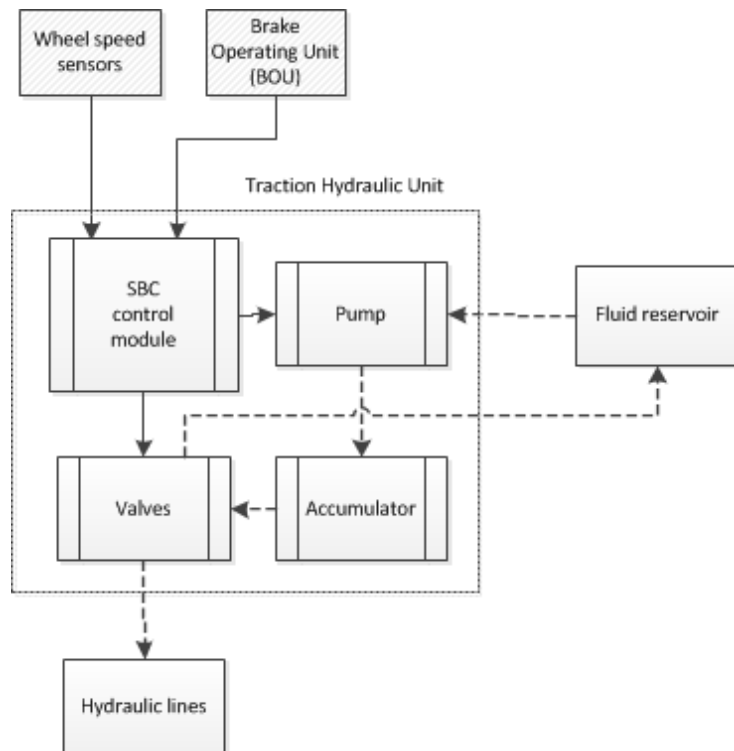 Wheel speed
sensors
Brake
Operating Unit
(BOU)
Traction Hydraulic Unit
SBC
control
module
Pump
Fluid reservoir
Valves
Accumulator
Hydraulic lines